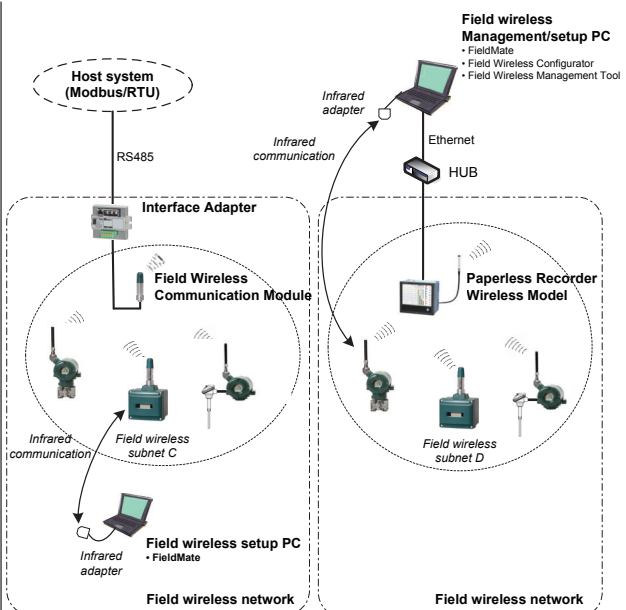 Field wireless
Management/setup PC
• FieldMate
• Field Wireless Configurator
• Field Wireless Management Tool
Host system
(Modbus/RTU)
Infrared
adapter
Infrared
communication
Ethernet
RS485
HUB
Interface Adapter
Field Wireless
Communication Module
Paperless Recorder
Wireless Model
Infrared
communication
Field wireless
subnet C
Field wireless
subnet D
Infrared
adapter
Field wireless setup PC
• FieldMate
Field wireless network
Field wireless network